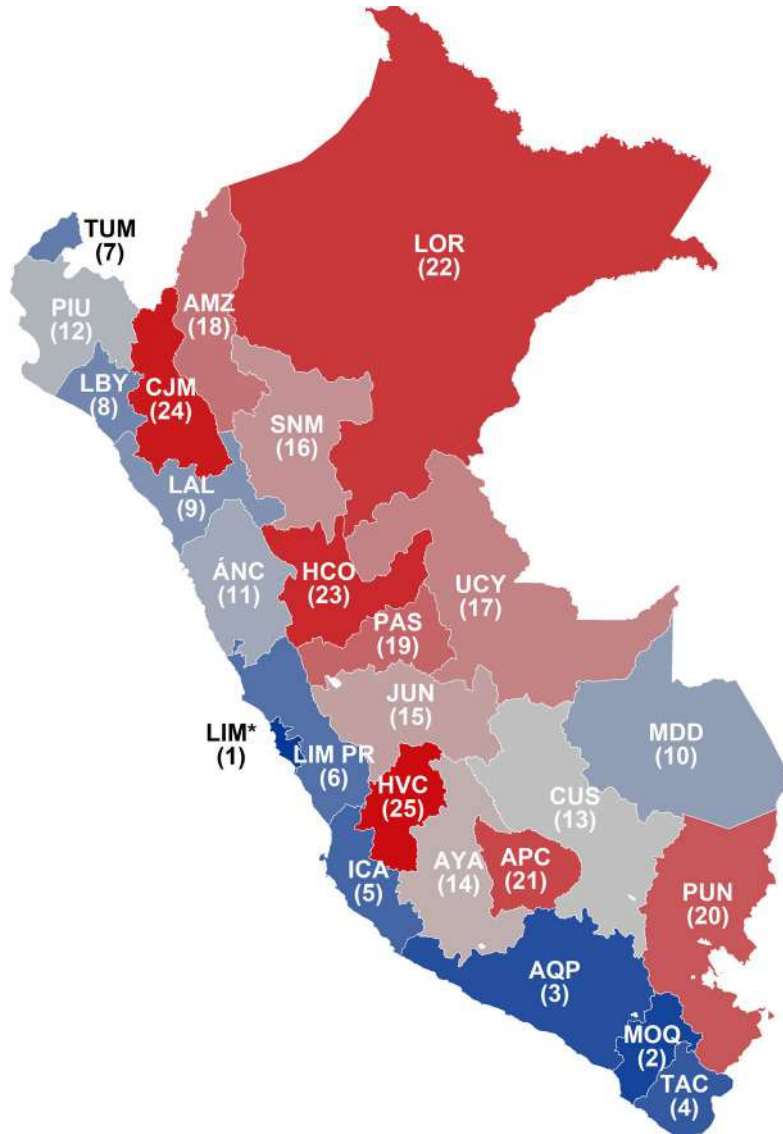 LOR
(22)
TUM
(7)
AMZ
(18)
PIU
(12)
LBY
(8)
CJM
(24)
SNM
(16)
LAL
(9)
ÁNC
(11)
HCO
(23)
UCY
(17)
PAS
(19)
JUN
(15)
MDD
(10)
LIM*
(1)
LIM PR
(6)
HVC
(25)
CUS
(13)
ICA
(5)
AYA
(14)
APC
(21)
PUN
(20)
AQP
(3)
MOQ
(2)
TAC
(4)